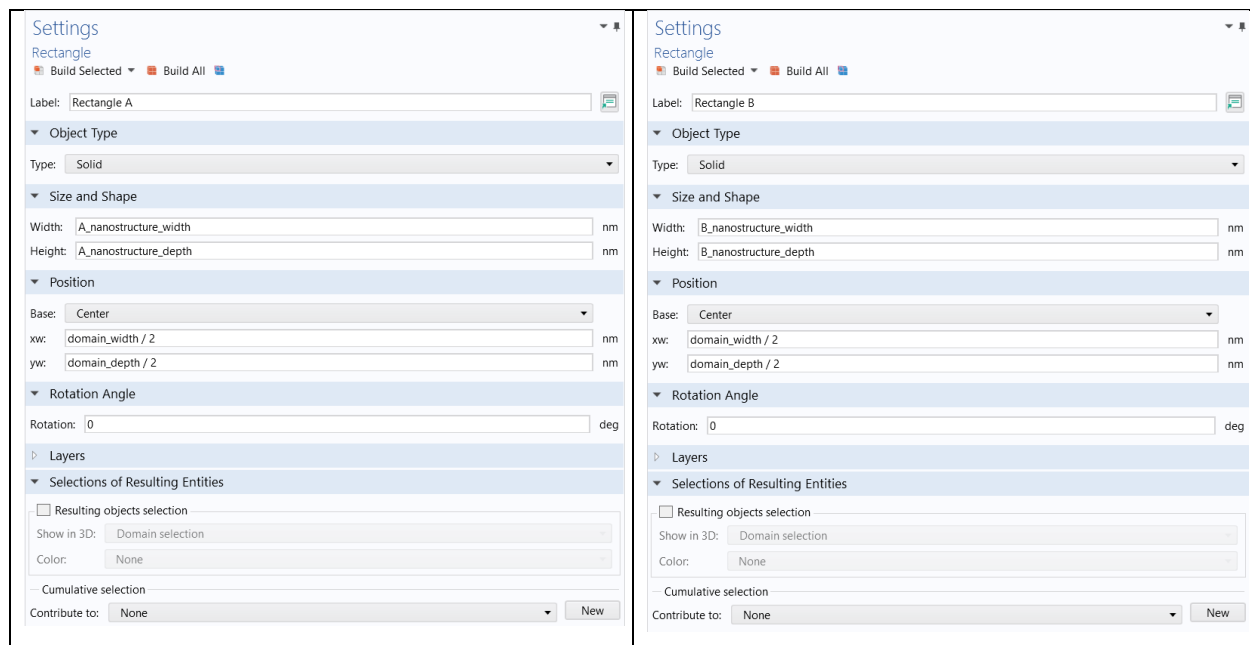 Settings
Rectangle
Build Selected Build All
Label: Rectangle A
Object Type
Type: Solid
Size and Shape
Width: A_nanostructure_width nm
Height: A_nanostructure_depth nm
Position
Base: Center
xw: domain_width / 2 nm
yw: domain_depth / 2 nm
Rotation Angle
Rotation: 0 deg
Layers
Selections of Resulting Entities
Resulting objects selection
Show in 3D: Domain selection
Color: None
Cumulative selection
Contribute to: None New
Settings
Rectangle
Build Selected Build All
Label: Rectangle B
Object Type
Type: Solid
Size and Shape
Width: B_nanostructure_width nm
Height: B_nanostructure_depth nm
Position
Base: Center
xw: domain_width / 2 nm
yw: domain_depth / 2 nm
Rotation Angle
Rotation: 0 deg
Layers
Selections of Resulting Entities
Resulting objects selection
Show in 3D: Domain selection
Color: None
Cumulative selection
Contribute to: None New